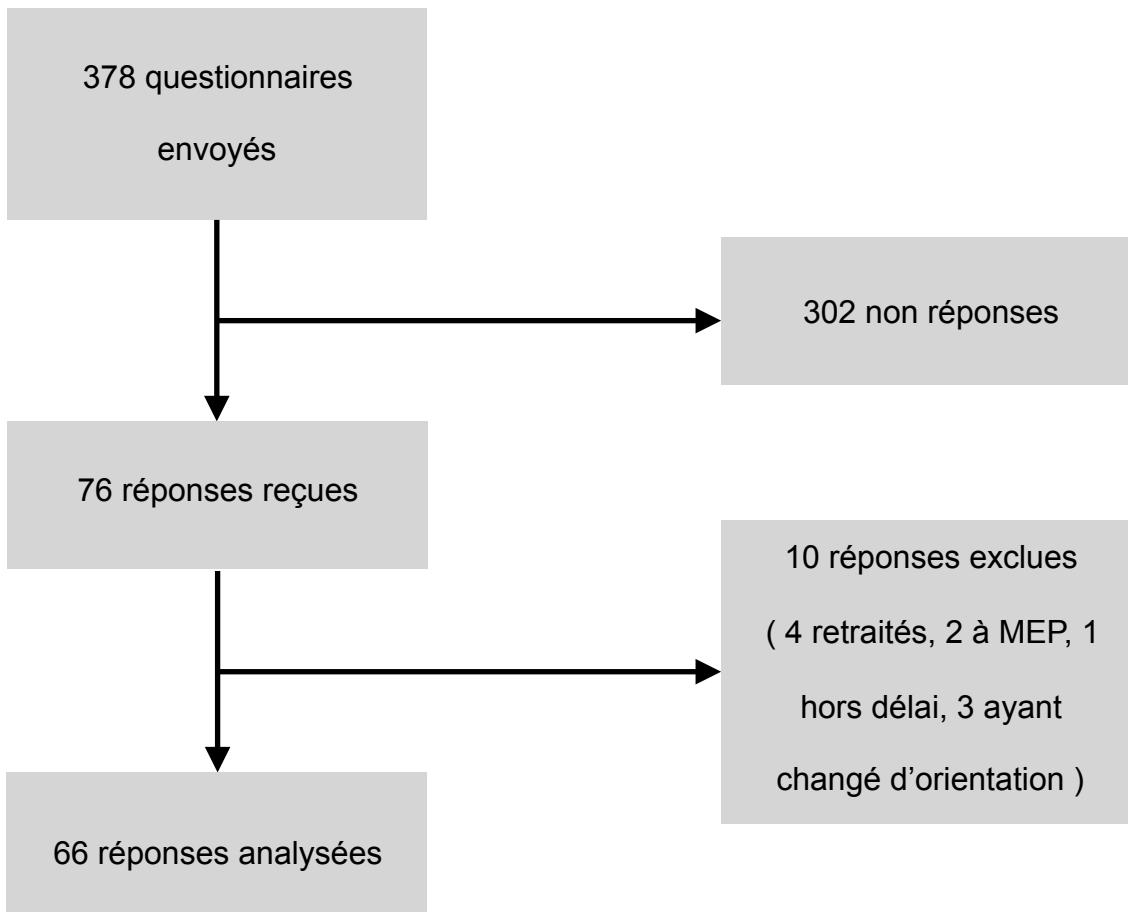 378 questionnaires
envoyés
302 non réponses
76 réponses reçues
10 réponses exclues
( 4 retraités, 2 à MEP, 1
hors délai, 3 ayant
changé d’orientation )
66 réponses analysées